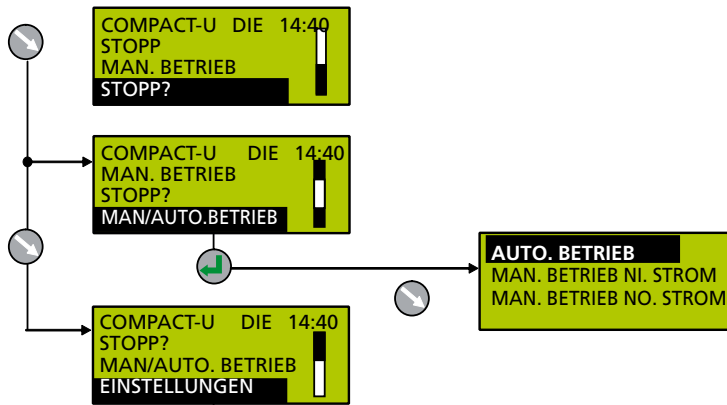 COMPACT-U DIE 14:40
STOPP
MAN. BETRIEB
STOPP?
COMPACT-U DIE 14:40
MAN. BETRIEB
STOPP?
MAN/AUTO.BETRIEB
AUTO. BETRIEB
MAN. BETRIEB NI. STROM
MAN. BETRIEB NO. STROM
COMPACT-U DIE 14:40
STOPP?
MAN/AUTO. BETRIEB
EINSTELLUNGEN